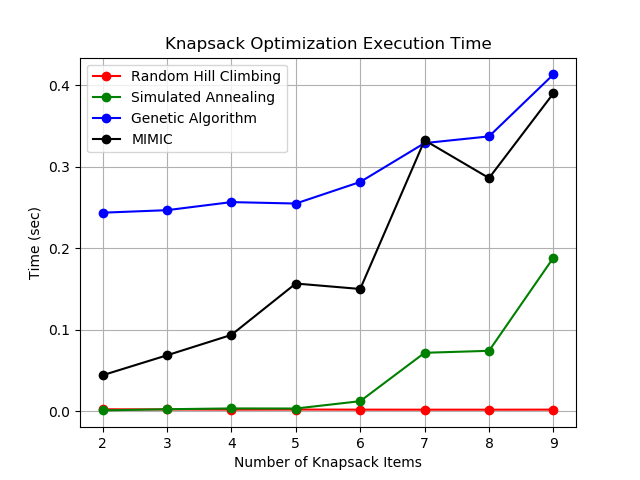 Knapsack Optimization Execution Time
Random Hill Climbing
Simulated Annealing
Genetic Algorithm
MIMIC
Time (sec)
0.4
0.3
0.2
0.1
0.0
2 3 4 5 6 7 8 9
Number of Knapsack Items